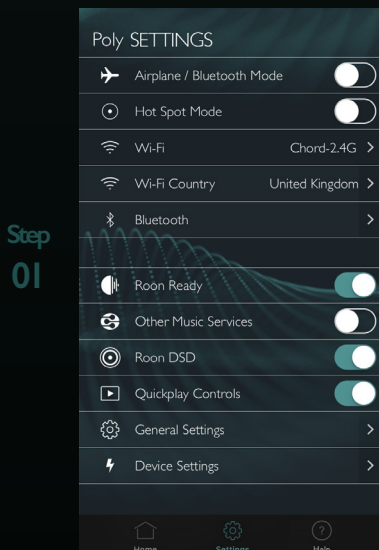 Poly SETTINGS
Airplane / Bluetooth Mode
Hot Spot Mode
Wi-Fi Chord-2.4G >
Wi-Fi Country United Kingdom >
Bluetooth >
Step
01
Roon Ready
Other Music Services
Roon DSD
Quickplay Controls
General Settings >
Device Settings >
Home Settings Help